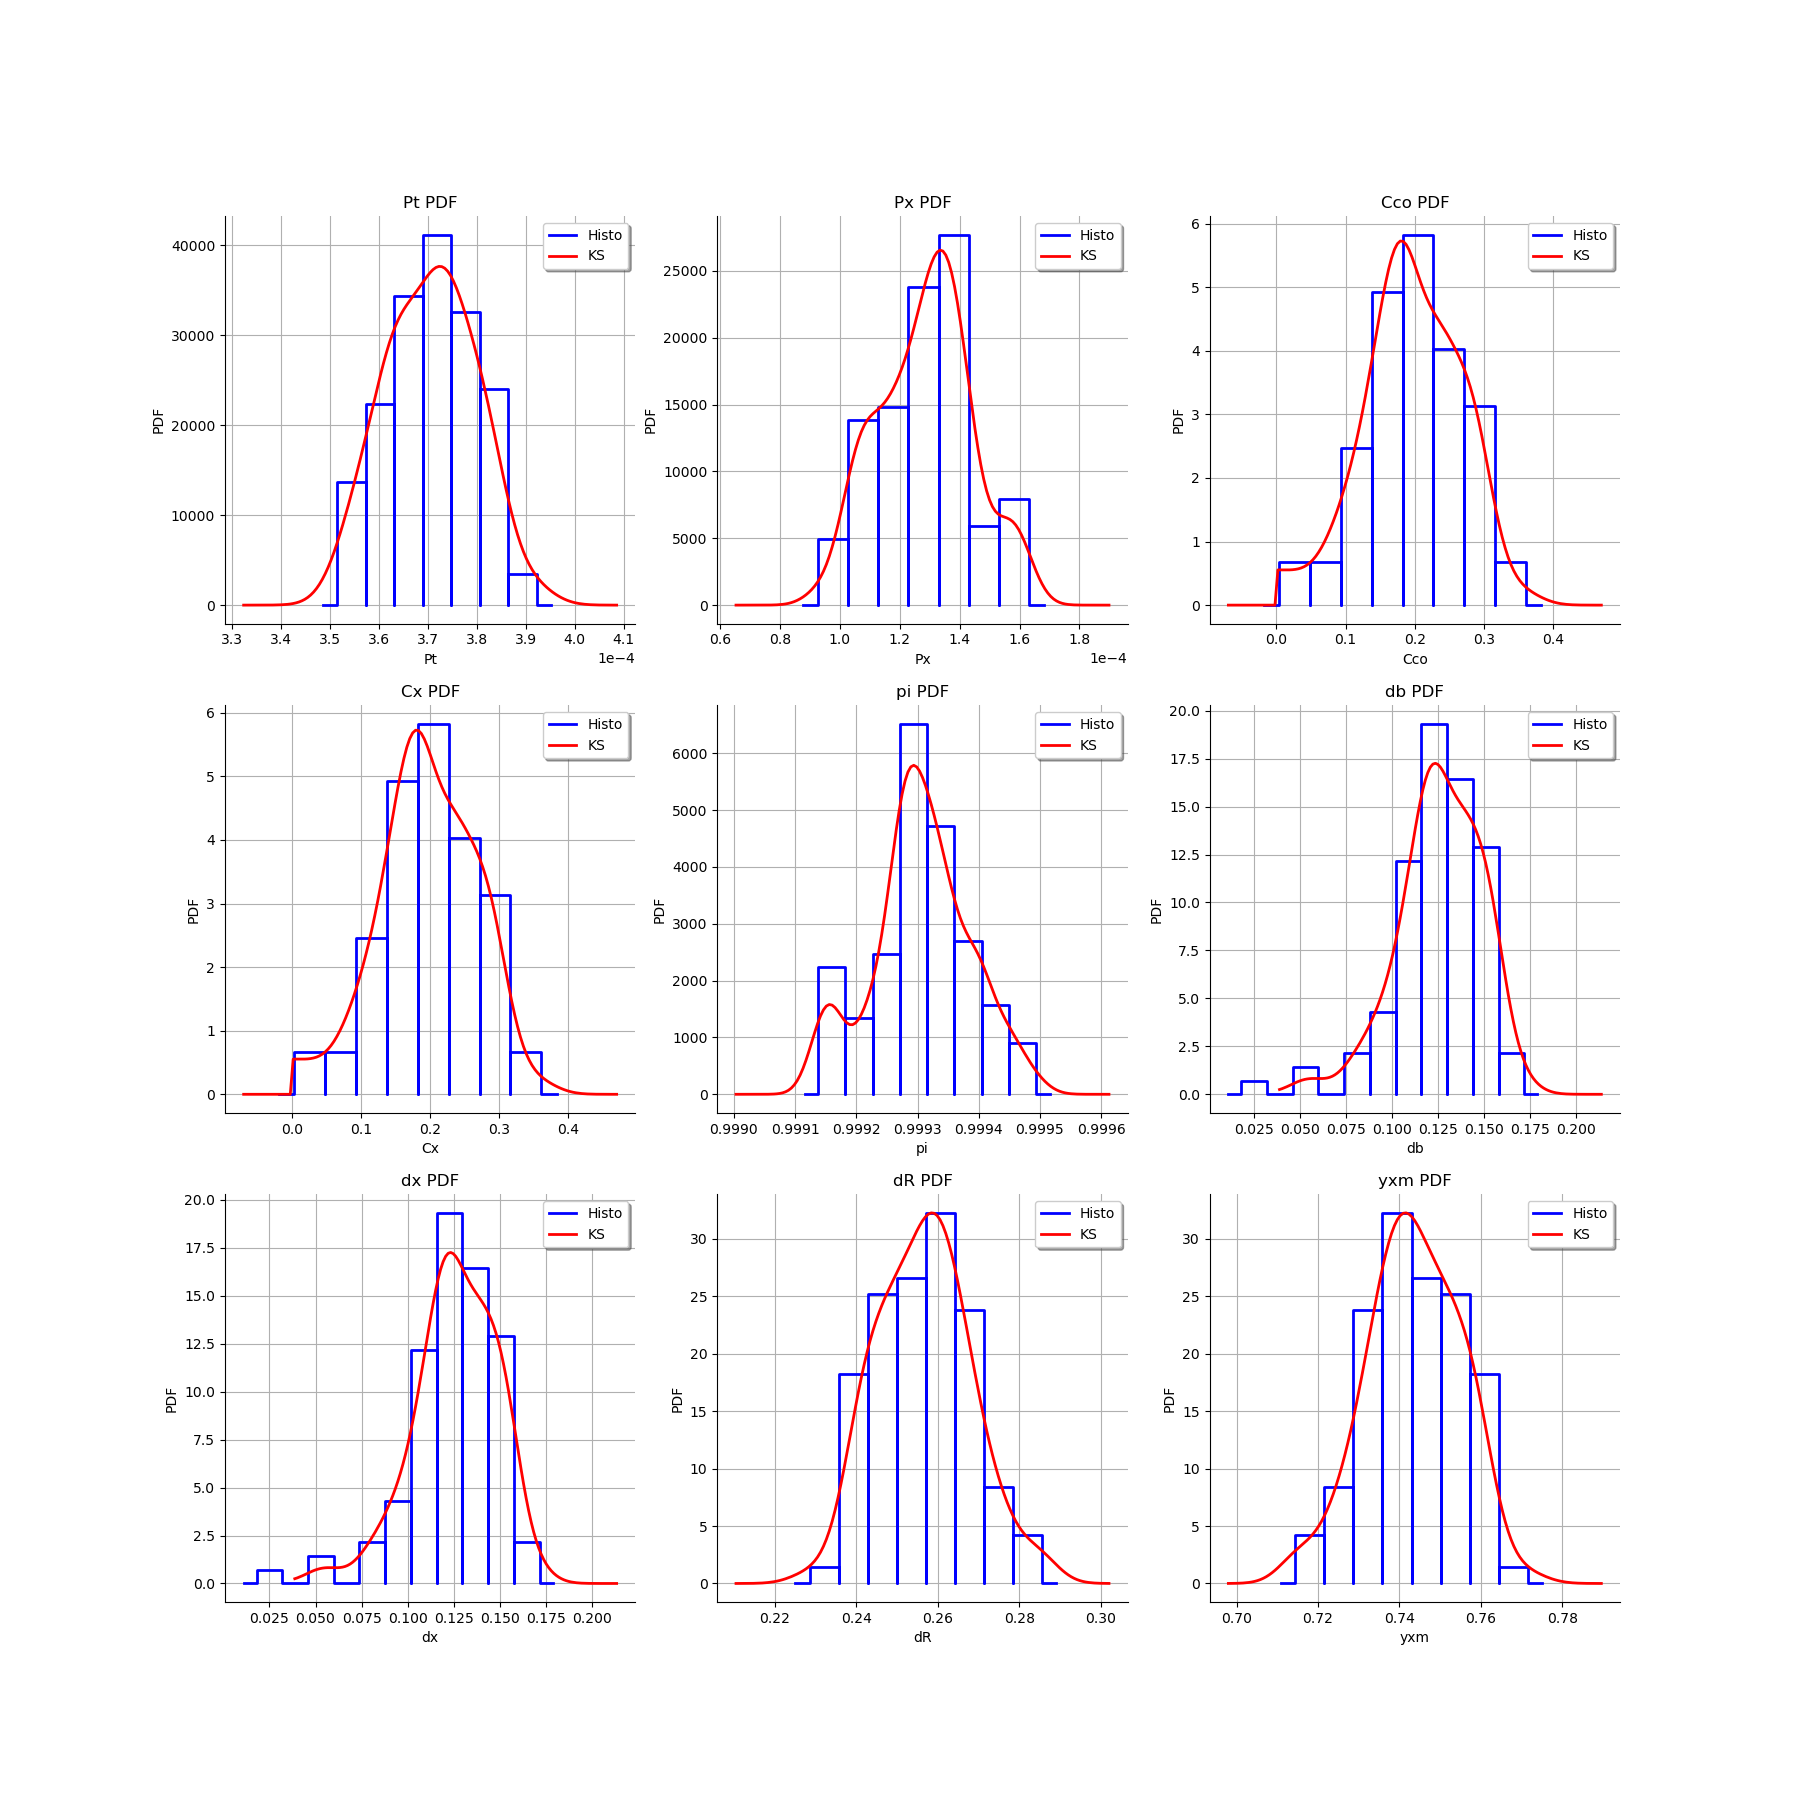 Pt PDF
Histo
KS
PDF
40000
30000
20000
10000
0
3.3 3.4 3.5 3.6 3.7 3.8 3.9 4.0 4.1
1e−4
Pt
Px PDF
Histo
KS
PDF
25000
20000
15000
10000
5000
0
0.6 0.8 1.0 1.2 1.4 1.6 1.8
1e−4
Px
Cco PDF
Histo
KS
PDF
6
5
4
3
2
1
0
0.0 0.1 0.2 0.3 0.4
Cco
Cx PDF
Histo
KS
PDF
6
5
4
3
2
1
0
0.0 0.1 0.2 0.3 0.4
Cx
pi PDF
Histo
KS
PDF
6000
5000
4000
3000
2000
1000
0
0.9990 0.9991 0.9992 0.9993 0.9994 0.9995 0.9996
pi
db PDF
Histo
KS
PDF
20.0
17.5
15.0
12.5
10.0
7.5
5.0
2.5
0.0
0.025 0.050 0.075 0.100 0.125 0.150 0.175 0.200
db
dx PDF
Histo
KS
PDF
20.0
17.5
15.0
12.5
10.0
7.5
5.0
2.5
0.0
0.025 0.050 0.075 0.100 0.125 0.150 0.175 0.200
dx
dR PDF
Histo
KS
PDF
30
25
20
15
10
5
0
0.22 0.24 0.26 0.28 0.30
dR
yxm PDF
Histo
KS
PDF
30
25
20
15
10
5
0
0.70 0.72 0.74 0.76 0.78
yxm